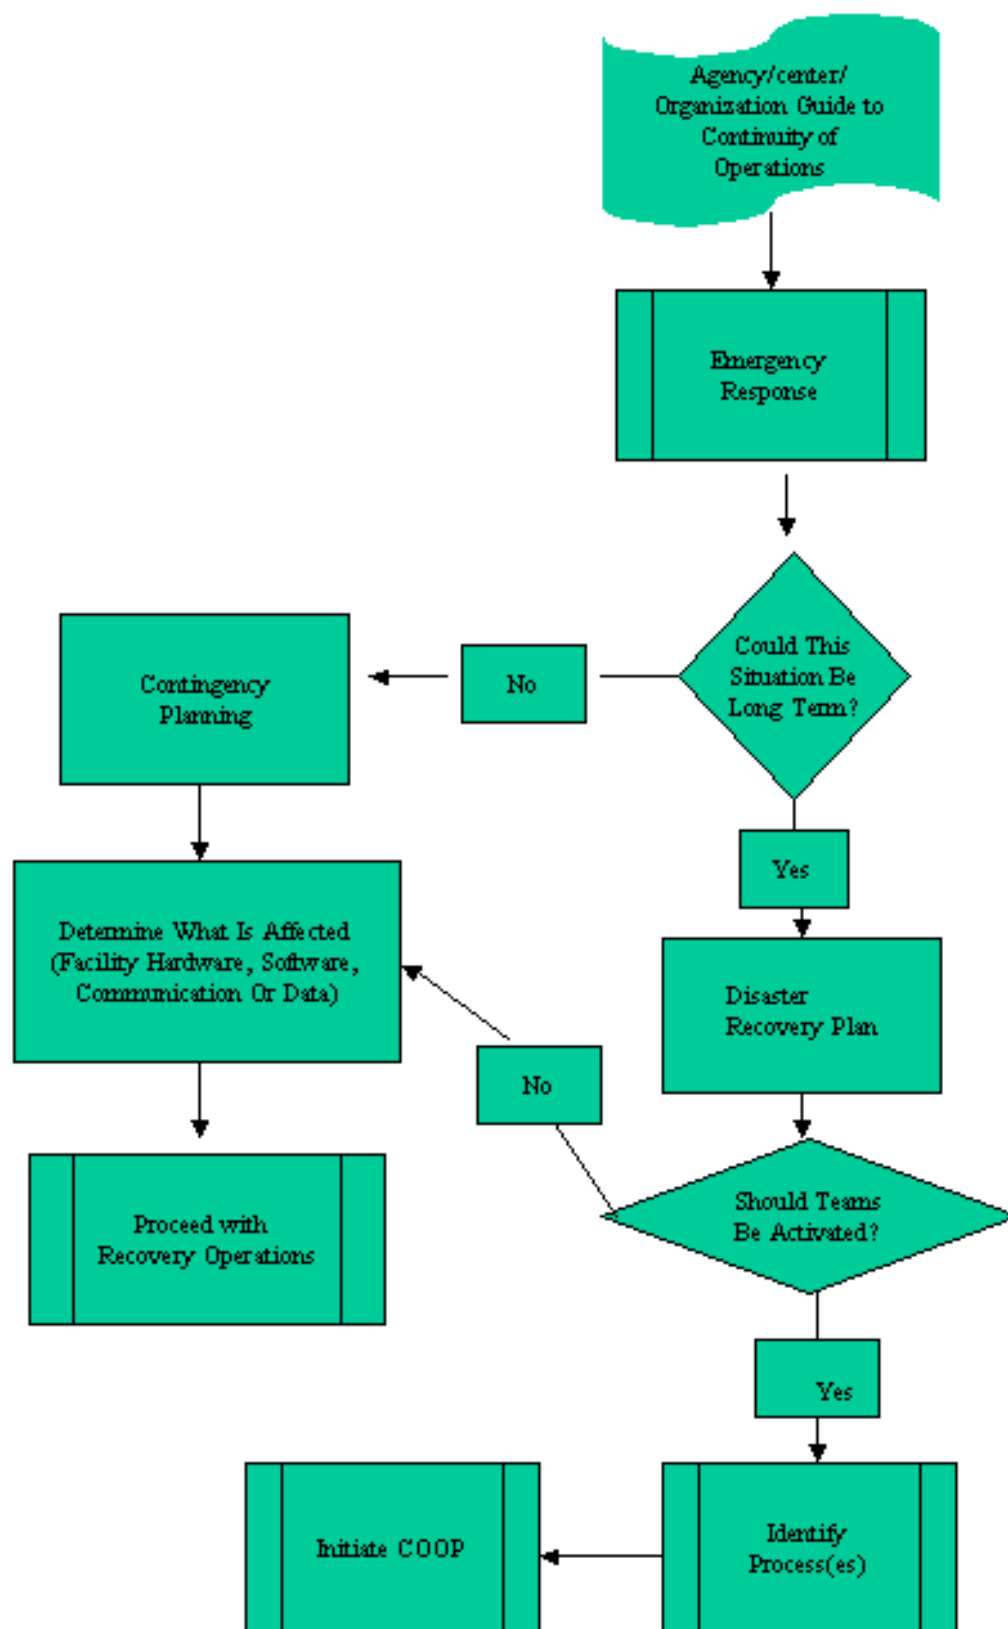 Agency/center/
Organization Guide to
Continuity of
Operations
Emergency
Response
Could This
Situation Be
Long Term?
No
Contingency
Planning
Yes
Determine What Is Affected
(Facility Hardware, Software,
Communication Or Data)
Disaster
Recovery Plan
No
Should Teams
Be Activated?
Proceed with
Recovery Operations
Yes
Identify
Process(es)
Initiate COOP